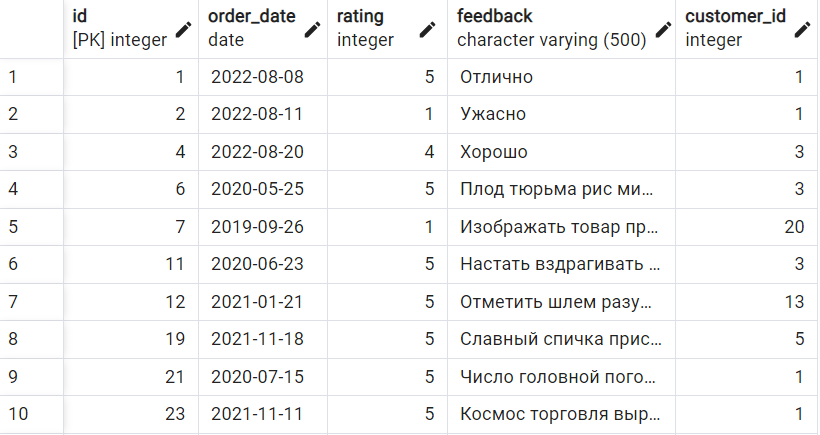 id order_date rating feedback customer_id
[PK] integer date integer character varying (500) integer
1 1 2022-08-08 5 Отлично 1
2 2 2022-08-11 1 Ужасно 1
3 4 2022-08-20 4 Хорошо 3
4 6 2020-05-25 5 Плод тюрьма рис ми... 3
5 7 2019-09-26 1 Изображать товар пр... 20
6 11 2020-06-23 5 Настать вздрагивать ... 3
7 12 2021-01-21 5 Отметить шлем разу... 13
8 19 2021-11-18 5 Славный спичка прис... 5
9 21 2020-07-15 5 Число головной пого... 1
10 23 2021-11-11 5 Космос торговля выр... 1